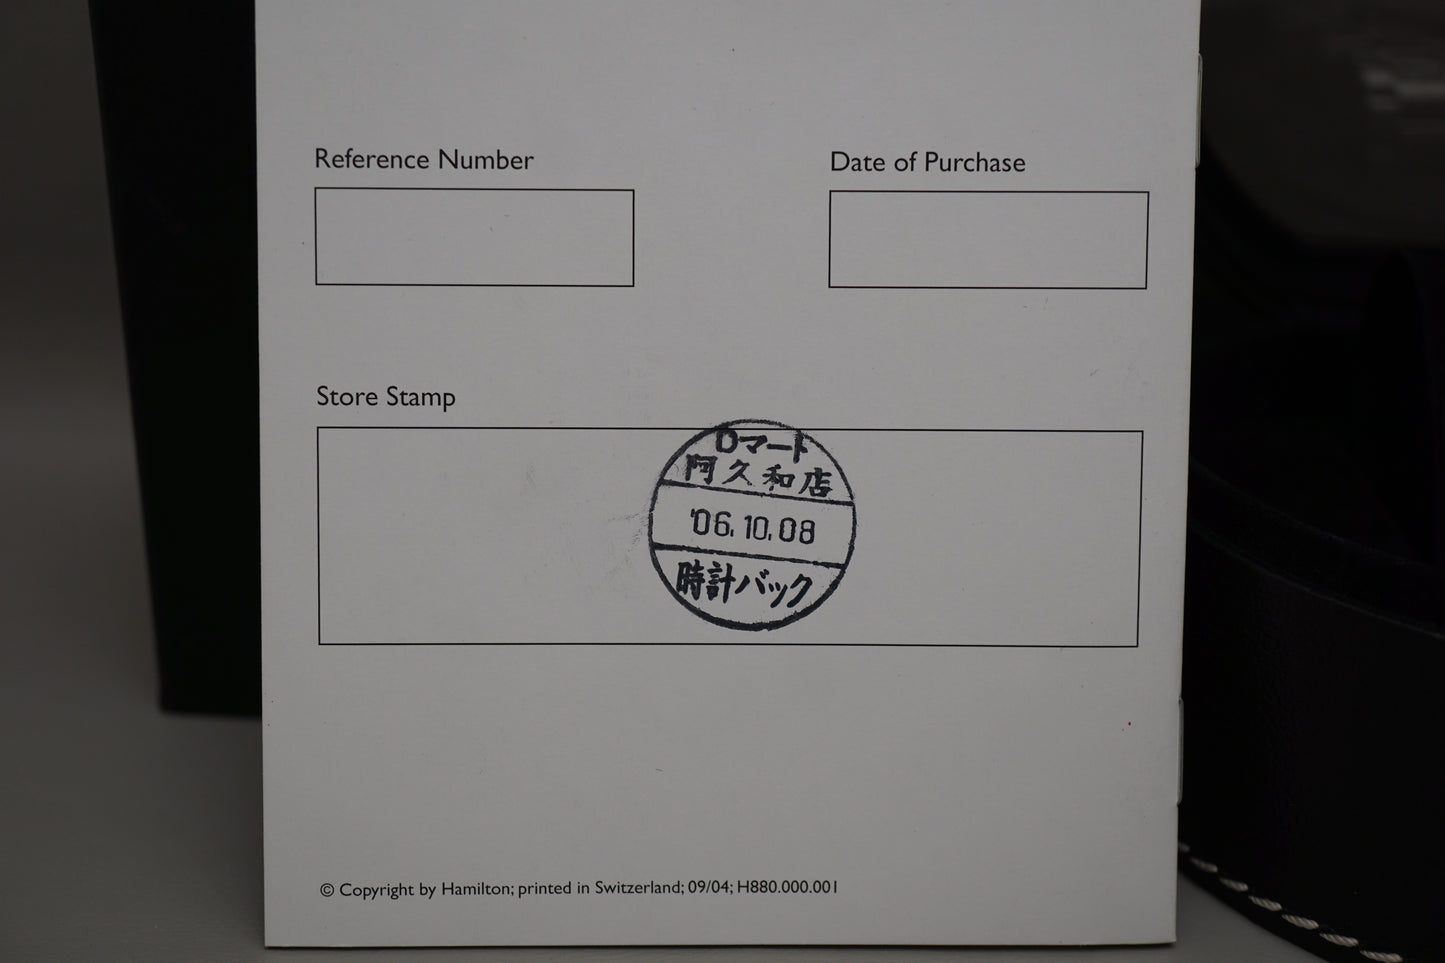 Reference Number
Date of Purchase
Store Stamp
Dマート
阿久和店
'06.10.08
時計バック
© Copyright by Hamilton; printed in Switzerland; 09/04; H880.000.001